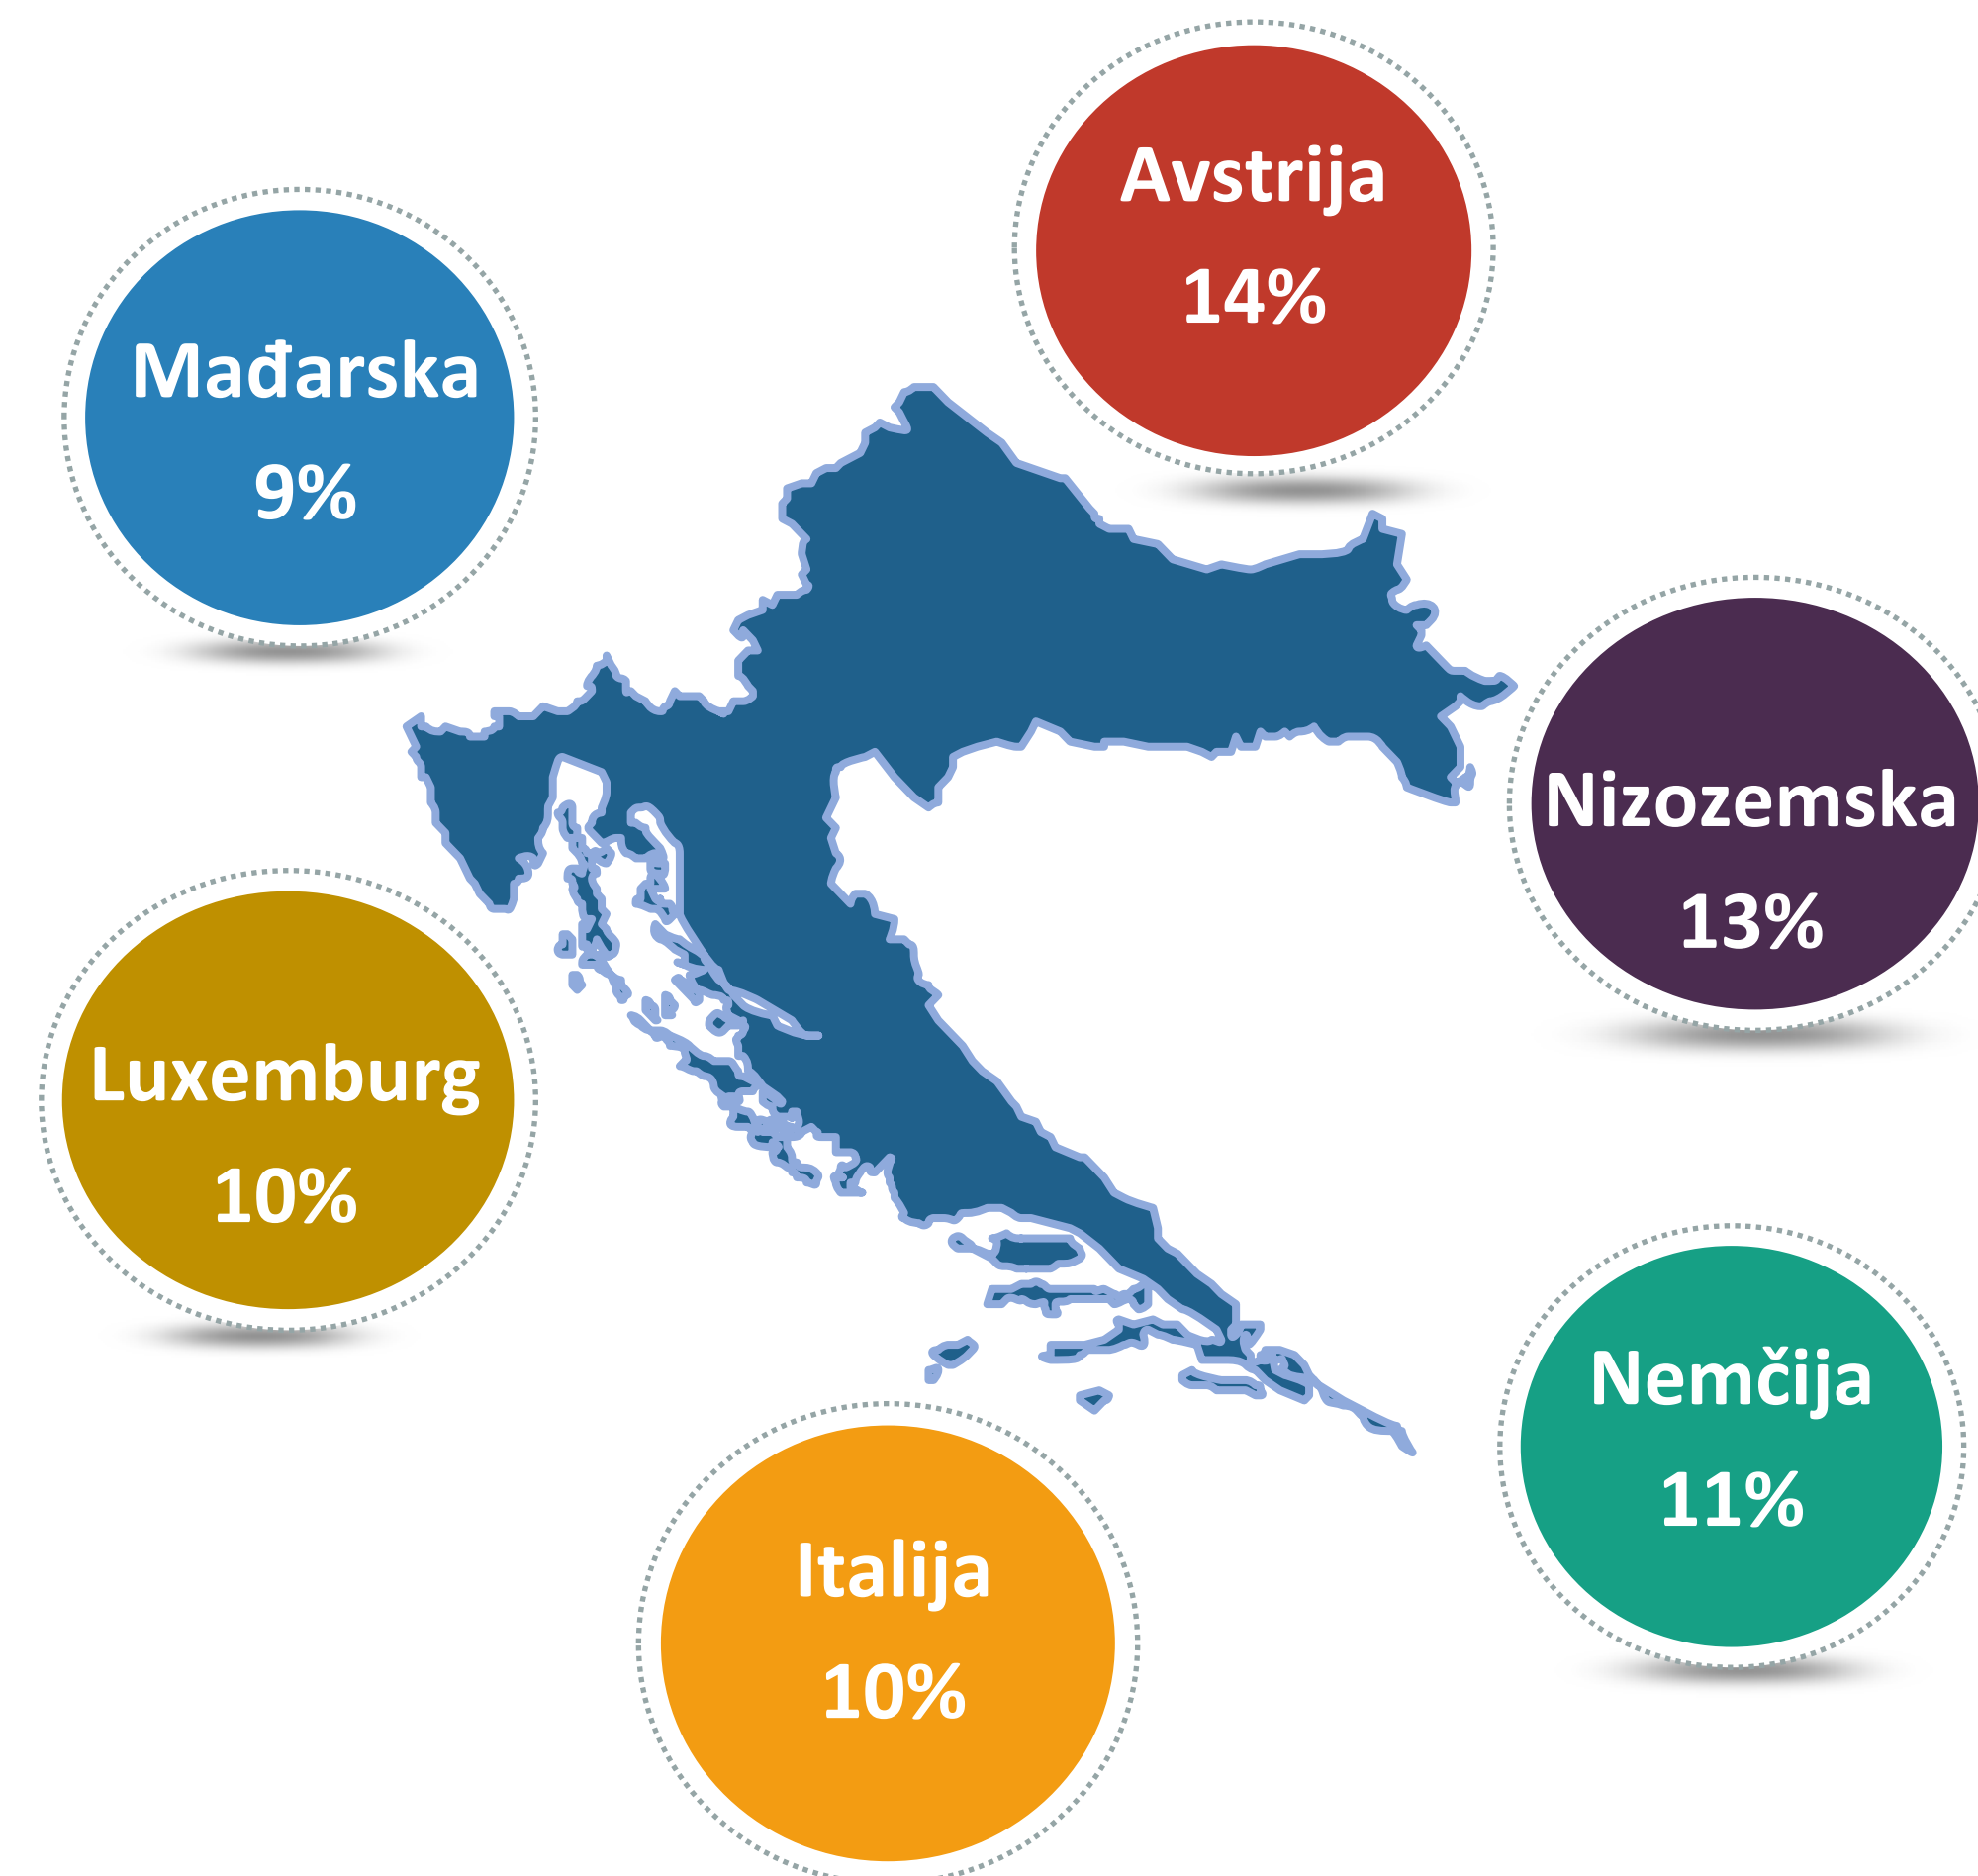 Avstrija
14%
Mađarska
9%
Nizozemska
13%
Luxemburg
10%
Nemčija
11%
Italija
10%